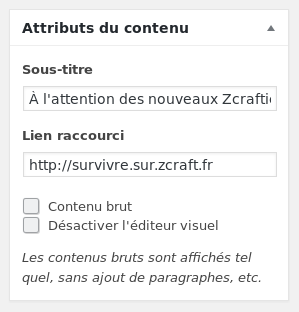 Attributs du contenu
Sous-titre
À l'attention des nouveaux Zcrafti
Lien raccourci
http://survivre.sur.zcraft.fr
Contenu brut
Désactiver l'éditeur visuel
Les contenus bruts sont affichés tel
quel, sans ajout de paragraphes, etc.